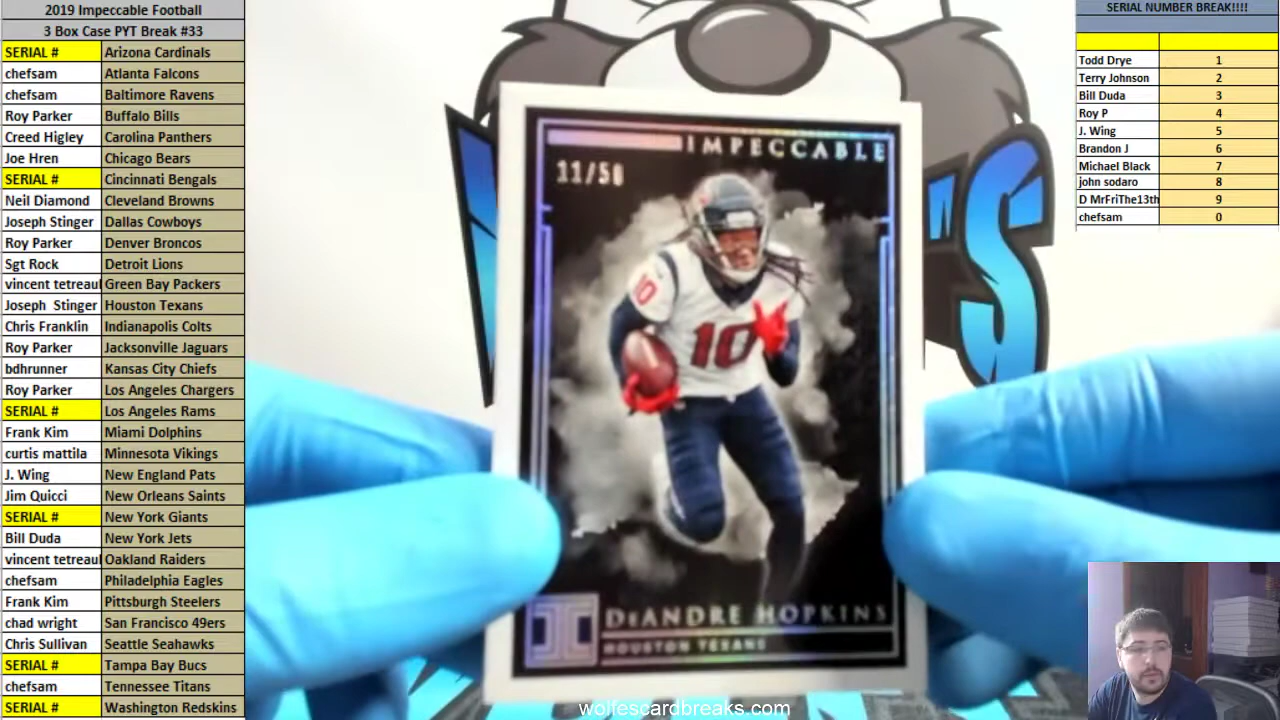 2019 Impeccable Football
3 Box Case PYT Break #33
SERIAL # Arizona Cardinals
chefsam Atlanta Falcons
chefsam Baltimore Ravens
Roy Parker Buffalo Bills
Creed Higley Carolina Panthers
Joe Hren Chicago Bears
SERIAL # Cincinnati Bengals
Neil Diamond Cleveland Browns
Joseph Stinger Dallas Cowboys
Roy Parker Denver Broncos
Sgt Rock Detroit Lions
vincent tetreaul Green Bay Packers
Joseph Stinger Houston Texans
Chris Franklin Indianapolis Colts
Roy Parker Jacksonville Jaguars
bdhrunner Kansas City Chiefs
Roy Parker Los Angeles Chargers
SERIAL # Los Angeles Rams
Frank Kim Miami Dolphins
curtis mattila Minnesota Vikings
J. Wing New England Pats
Jim Quicci New Orleans Saints
SERIAL # New York Giants
Bill Duda New York Jets
vincent tetreaul Oakland Raiders
chefsam Philadelphia Eagles
Frank Kim Pittsburgh Steelers
chad wright San Francisco 49ers
Chris Sullivan Seattle Seahawks
SERIAL # Tampa Bay Bucs
chefsam Tennessee Titans
SERIAL # Washington Redskins
IMPECCABLE
11/50
10
10
DEANDRE HOPKINS
HOUSTON TEXANS
'S
wolfescardbreaks.com
SERIAL NUMBER BREAK!!!!
Todd Drye 1
Terry Johnson 2
Bill Duda 3
Roy P 4
J. Wing 5
Brandon J 6
Michael Black 7
john sodaro 8
D MrFriThe13th 9
chefsam 0